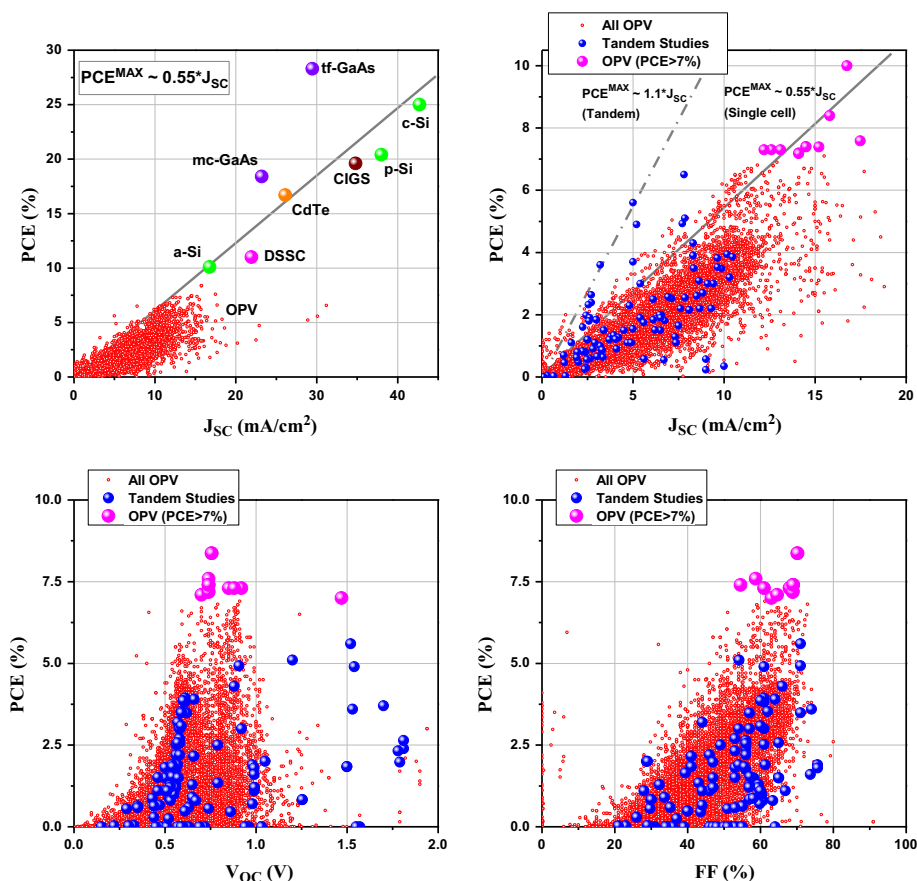 PCE^MAX ~ 0.55*J_SC
tf-GaAs
c-Si
mc-GaAs
CIGS
p-Si
CdTe
a-Si
DSSC
OPV
30
25
20
15
10
5
0
PCE (%)
0 10 20 30 40
J_SC (mA/cm²)
All OPV
Tandem Studies
OPV (PCE>7%)
PCE^MAX ~ 1.1*J_SC
(Tandem)
PCE^MAX ~ 0.55*J_SC
(Single cell)
10
8
6
4
2
0
PCE (%)
0 5 10 15 20
J_SC (mA/cm²)
All OPV
Tandem Studies
OPV (PCE>7%)
10.0
7.5
5.0
2.5
0.0
PCE (%)
0.0 0.5 1.0 1.5 2.0
V_OC (V)
All OPV
Tandem Studies
OPV (PCE>7%)
10.0
7.5
5.0
2.5
0.0
PCE (%)
0 20 40 60 80 100
FF (%)